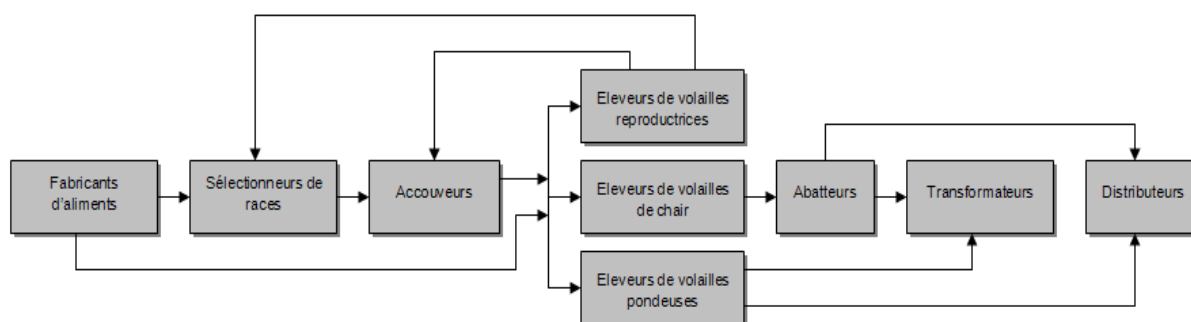 Eleveurs de volailles
reproductrices
Fabricants
d'aliments
Sélectionneurs de
races
Accouveurs
Eleveurs de volailles
de chair
Abatteurs
Transformateurs
Distributeurs
Eleveurs de volailles
pondeuses